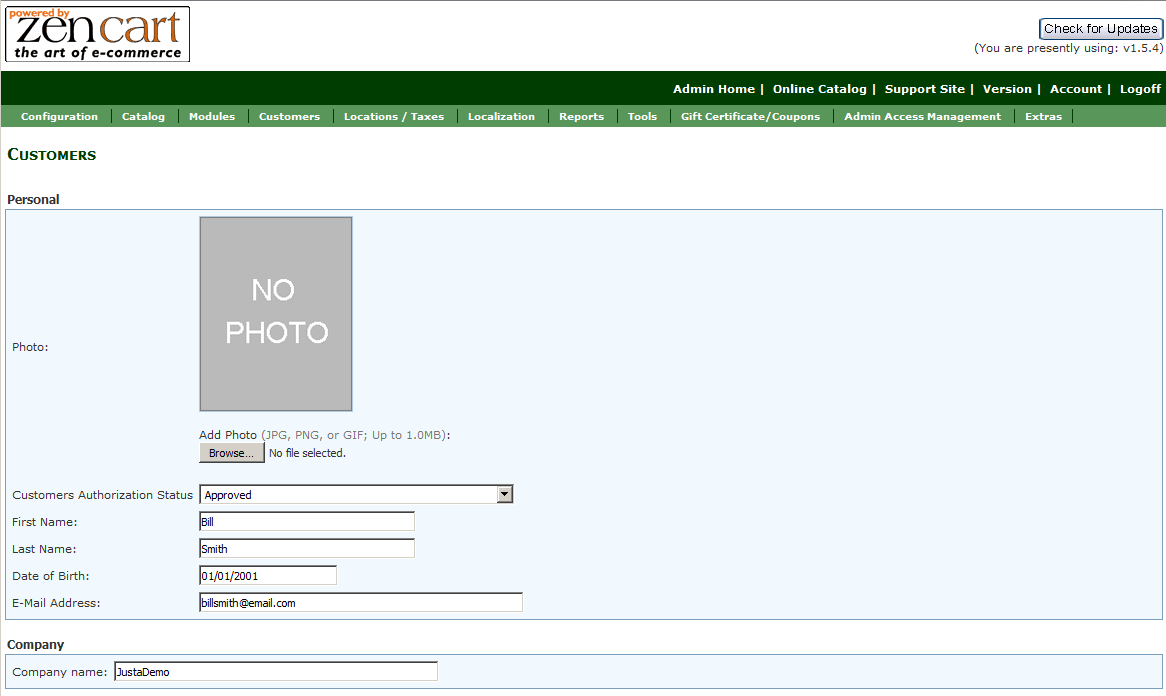 powered by
zen cart
the art of e-commerce
Check for Updates
(You are presently using: v1.5.4)
Admin Home | Online Catalog | Support Site | Version | Account | Logoff
Configuration | Catalog | Modules | Customers | Locations / Taxes | Localization | Reports | Tools | Gift Certificate/Coupons | Admin Access Management | Extras |
CUSTOMERS
Personal
NO
PHOTO
Photo:
Add Photo (JPG, PNG, or GIF; Up to 1.0MB):
Browse... No file selected.
Customers Authorization Status Approved
First Name: Bill
Last Name: Smith
Date of Birth: 01/01/2001
E-Mail Address: billsmith@email.com
Company
Company name: JustaDemo